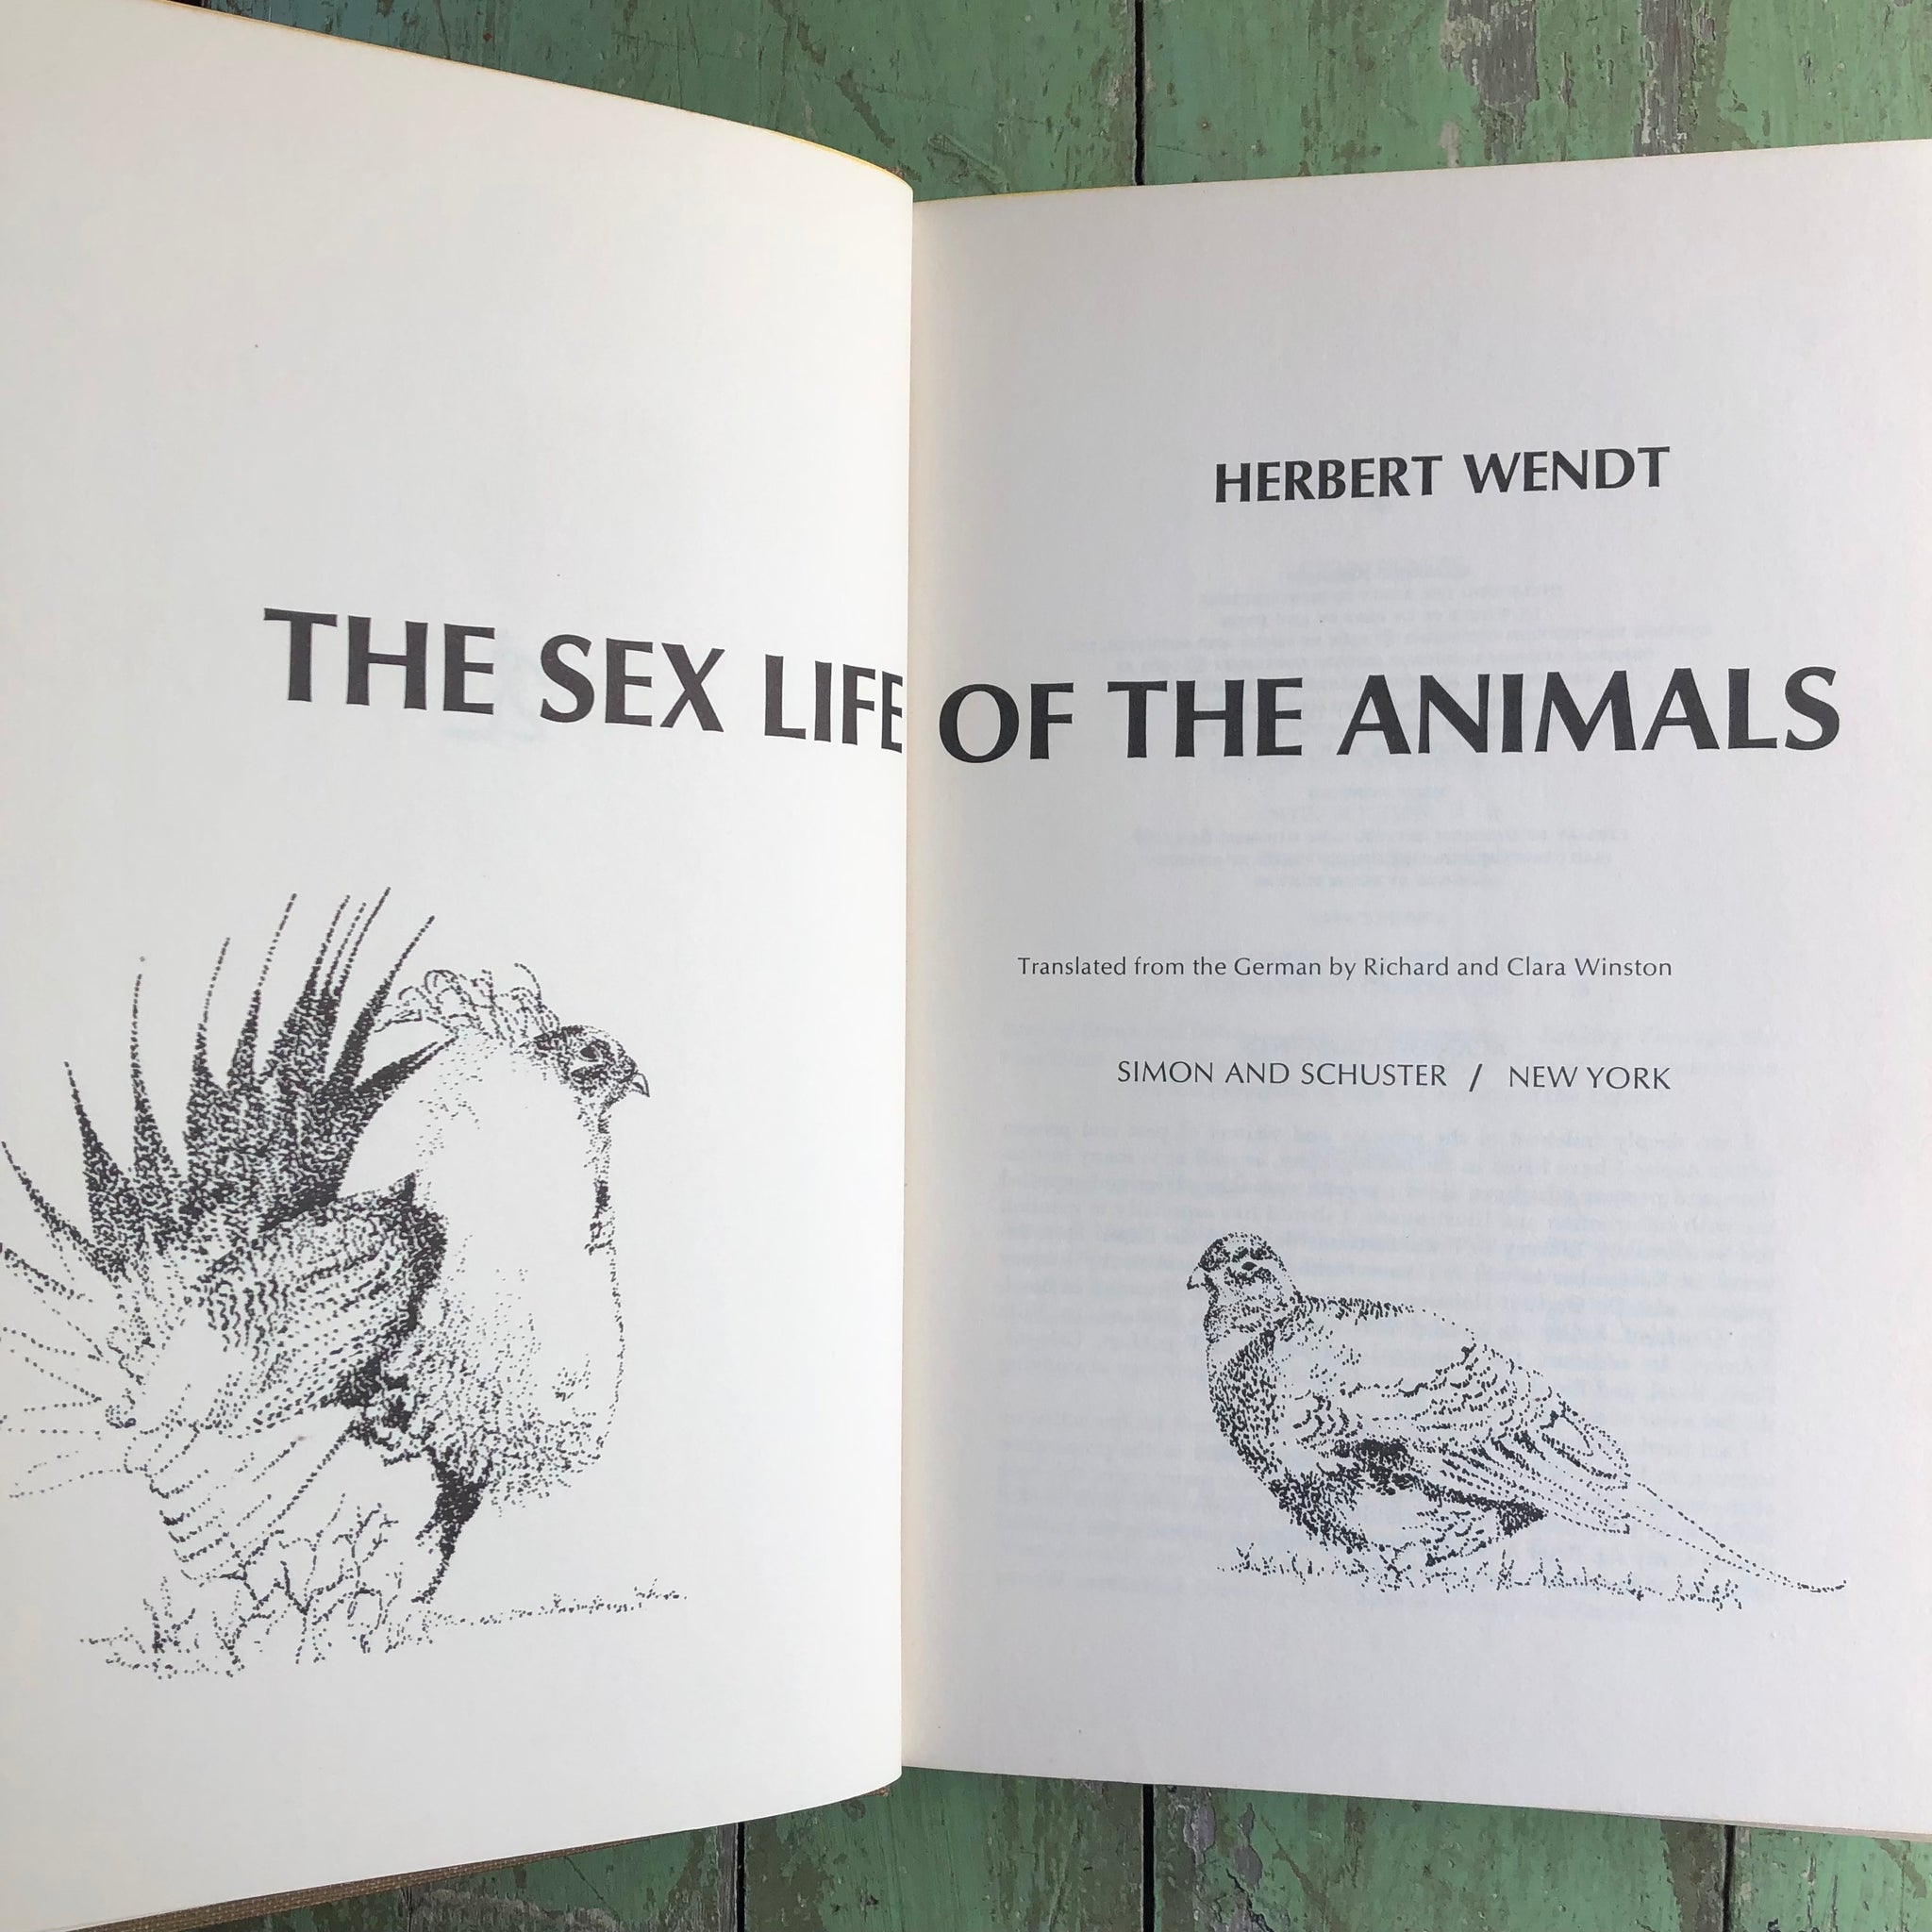 HERBERT WENDT
THE SEX LIFE OF THE ANIMALS
Translated from the German by Richard and Clara Winston
SIMON AND SCHUSTER / NEW YORK